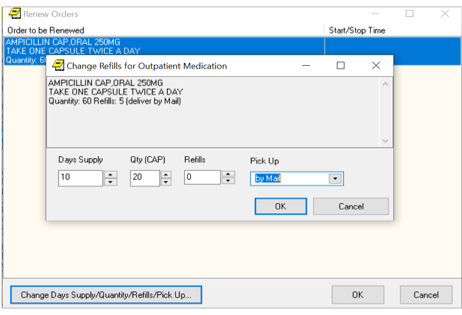 Renew Orders
Order to be Renewed Start/Stop Time
AMPICILLIN CAP,ORAL 250MG
TAKE ONE CAPSULE TWICE A DAY
Quantity: 6
Change Refills for Outpatient Medication
AMPICILLIN CAP,ORAL 250MG
TAKE ONE CAPSULE TWICE A DAY
Quantity: 60 Refills: 5 (deliver by Mail)
Days Supply Qty (CAP) Refills Pick Up
10 20 0 by Mail
OK Cancel
Change Days Supply/Quantity/Refills/Pick Up... OK Cancel